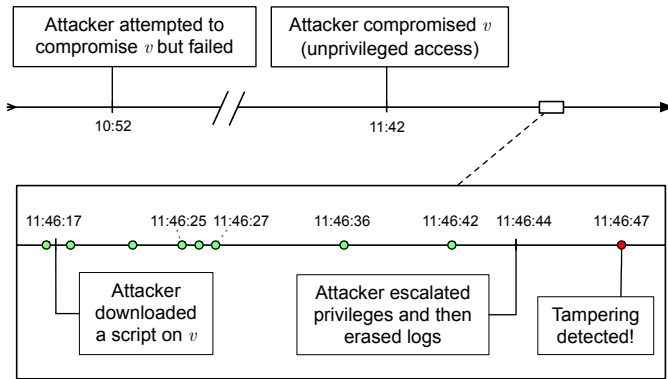 Attacker attempted to
compromise v but failed
Attacker compromised v
(unprivileged access)
10:52
11:42
11:46:17
11:46:25
11:46:27
11:46:36
11:46:42
11:46:44
11:46:47
Attacker
downloaded
a script on v
Attacker escalated
privileges and then
erased logs
Tampering
detected!